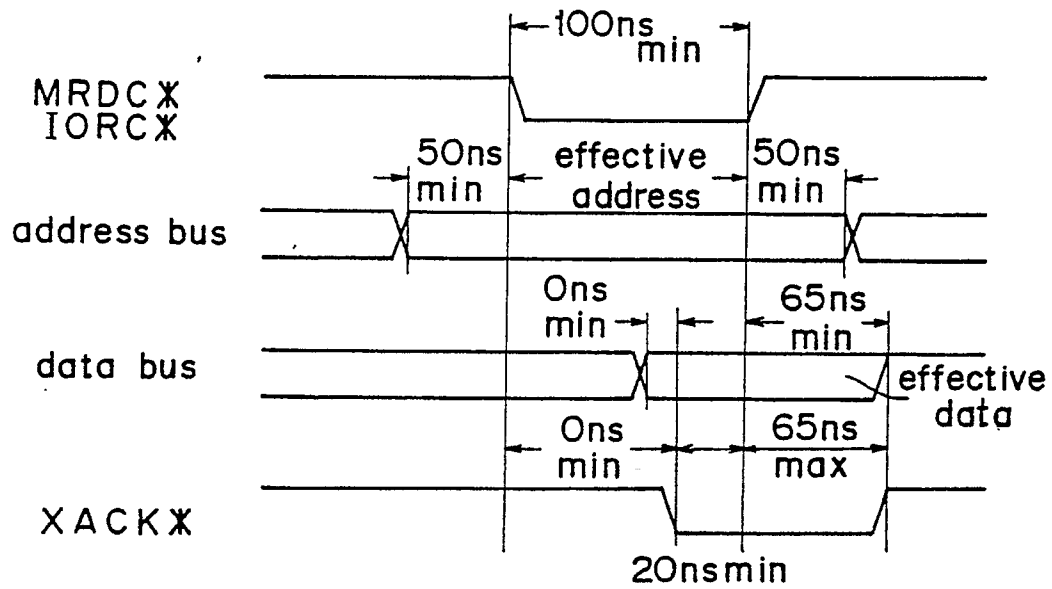 100ns
min
MRDC*
IORC*
50ns
min
effective
address
50ns
min
address bus
0ns
min
65ns
min
data bus
effective
data
0ns
min
65ns
max
XACK*
20nsmin